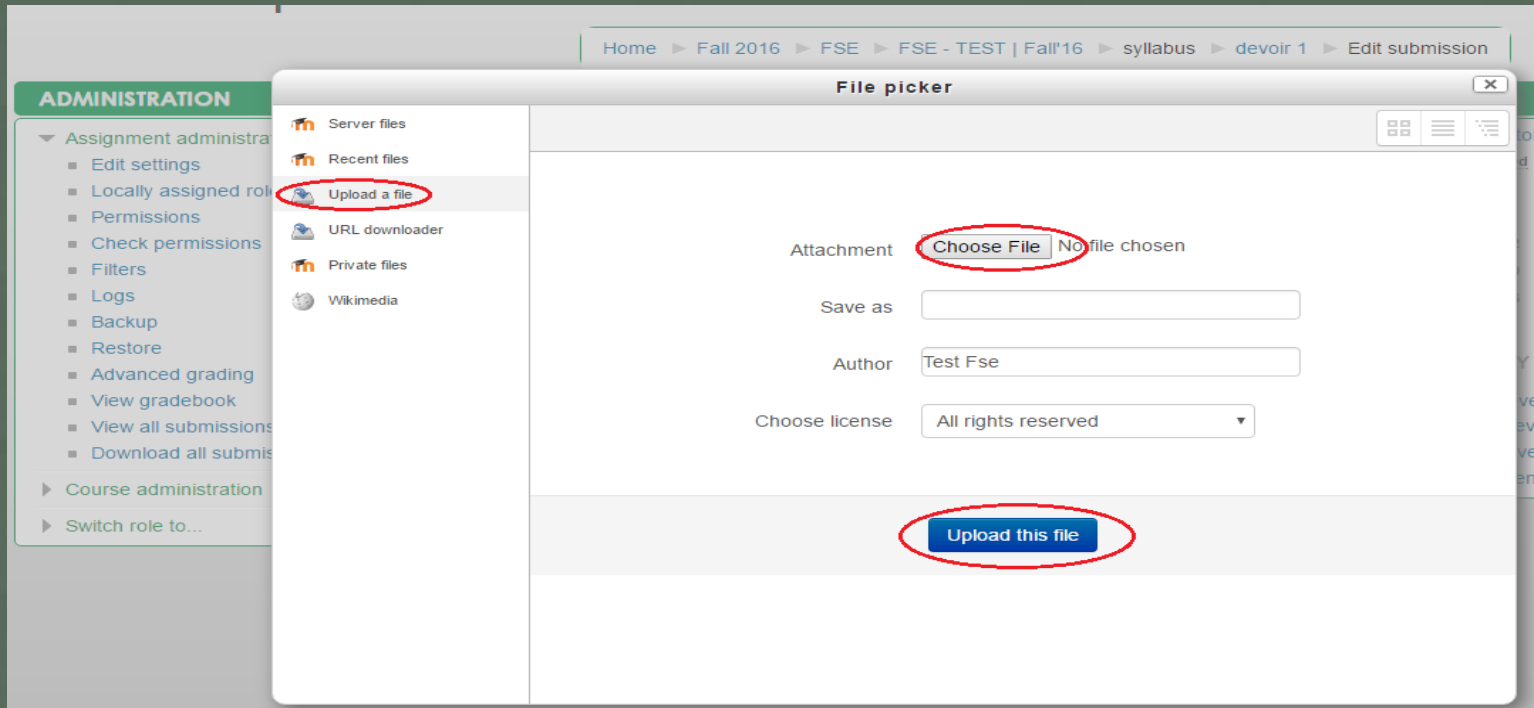 Home ▶ Fall 2016 ▶ FSE ▶ FSE - TEST | Fall'16 ▶ syllabus ▶ devoir 1 ▶ Edit submission
File picker
ADMINISTRATION
Assignment administra
Edit settings
Locally assigned role
Permissions
Check permissions
Filters
Logs
Backup
Restore
Advanced grading
View gradebook
View all submissions
Download all submis
Course administration
Switch role to...
Server files
Recent files
Upload a file
URL downloader
Private files
Wikimedia
Attachment Choose File No file chosen
Save as
Author Test Fse
Choose license All rights reserved
Upload this file